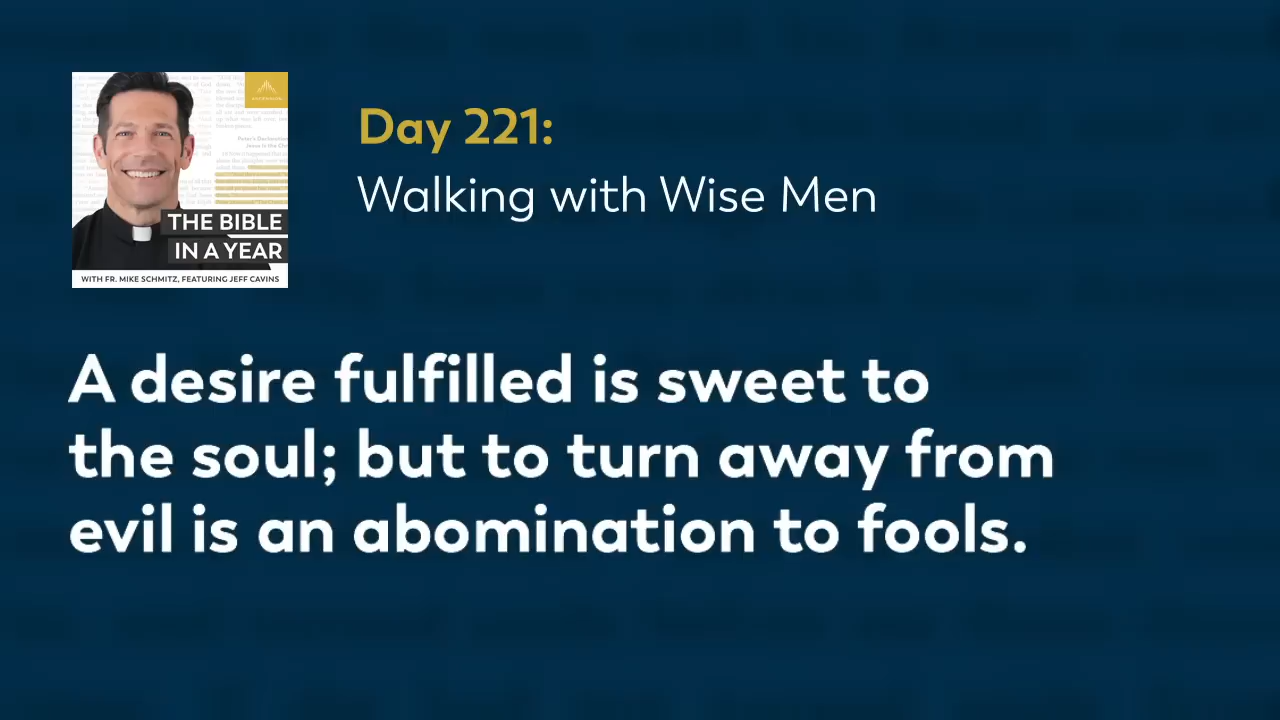 Day 221:
Walking with Wise Men
THE BIBLE
IN A YEAR
WITH FR. MIKE SCHMITZ, FEATURING JEFF CAVINS
A desire fulfilled is sweet to
the soul; but to turn away from
evil is an abomination to fools.